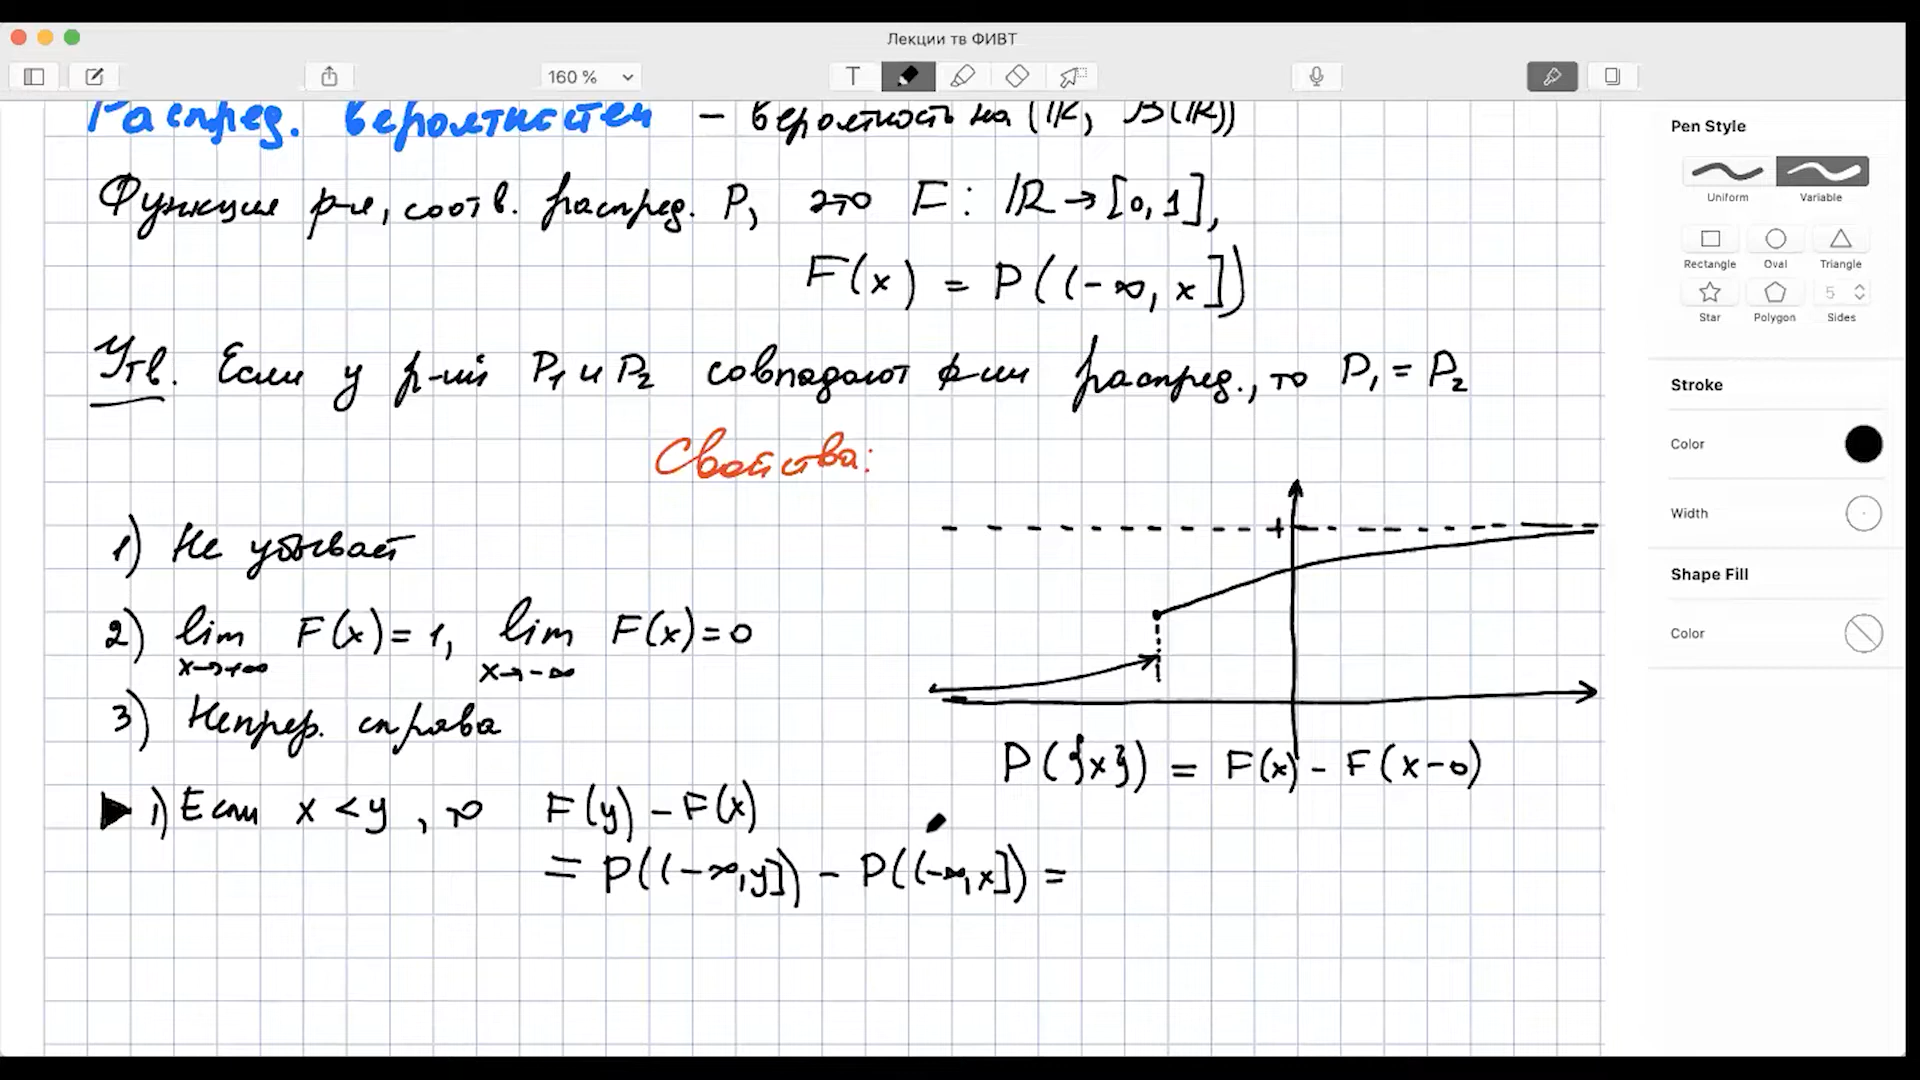 Лекции тв ФИВТ
160 %
T
Распред. вероятностей – вероятность на (ℝ, B(ℝ))
Функция р-я, соотв. распред. P, это F: ℝ → [0,1],
F(x) = P((-∞, x])
Утв. Если у р-ий P₁ и P₂ совпадают ф-ии распред., то P₁ = P₂
Свойства:
1) Не убывает
2) lim F(x) = 1, lim F(x) = 0
x→+∞ x→-∞
3) Непрер. справа
1
P({x}) = F(x) - F(x-0)
▶ 1) Если x < y, то F(y) - F(x)
= P((-∞,y]) - P((-∞,x]) =
Pen Style
Uniform Variable
Rectangle Oval Triangle
5
Star Polygon Sides
Stroke
Color
Width
Shape Fill
Color